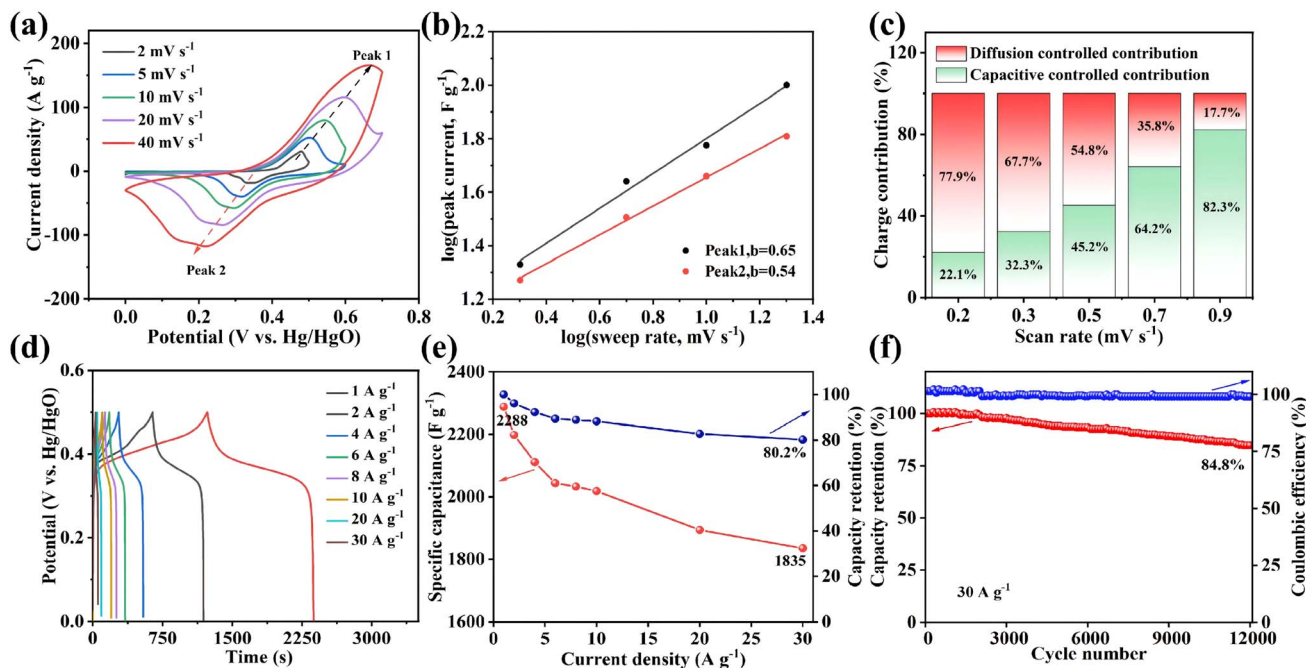 (a)
200
100
0
-100
-200
Current density (A g⁻¹)
2 mV s⁻¹
5 mV s⁻¹
10 mV s⁻¹
20 mV s⁻¹
40 mV s⁻¹
Peak 1
Peak 2
0.0 0.2 0.4 0.6 0.8
Potential (V vs. Hg/HgO)
(b)
2.2
2.0
1.8
1.6
1.4
1.2
log(peak current, F g⁻¹)
Peak1,b=0.65
Peak2,b=0.54
0.2 0.4 0.6 0.8 1.0 1.2 1.4
log(sweep rate, mV s⁻¹)
(c)
120
80
40
0
Charge contribution (%)
Diffusion controlled contribution
Capacitive controlled contribution
77.9% 67.7% 54.8% 35.8% 17.7%
22.1% 32.3% 45.2% 64.2% 82.3%
0.2 0.3 0.5 0.7 0.9
Scan rate (mV s⁻¹)
(d)
0.6
0.4
0.2
0.0
Potential (V vs. Hg/HgO)
1 A g⁻¹
2 A g⁻¹
4 A g⁻¹
6 A g⁻¹
8 A g⁻¹
10 A g⁻¹
20 A g⁻¹
30 A g⁻¹
0 750 1500 2250 3000
Time (s)
(e)
2400
2200
2000
1800
1600
Specific capacitance (F g⁻¹)
2288
80.2%
1835
100
80
60
40
20
0
Capacity retention (%)
0 5 10 15 20 25 30
Current density (A g⁻¹)
(f)
125
100
75
50
25
0
Capacity retention (%)
84.8%
30 A g⁻¹
100
80
60
40
20
0
Coulombic efficiency (%)
0 3000 6000 9000 12000
Cycle number